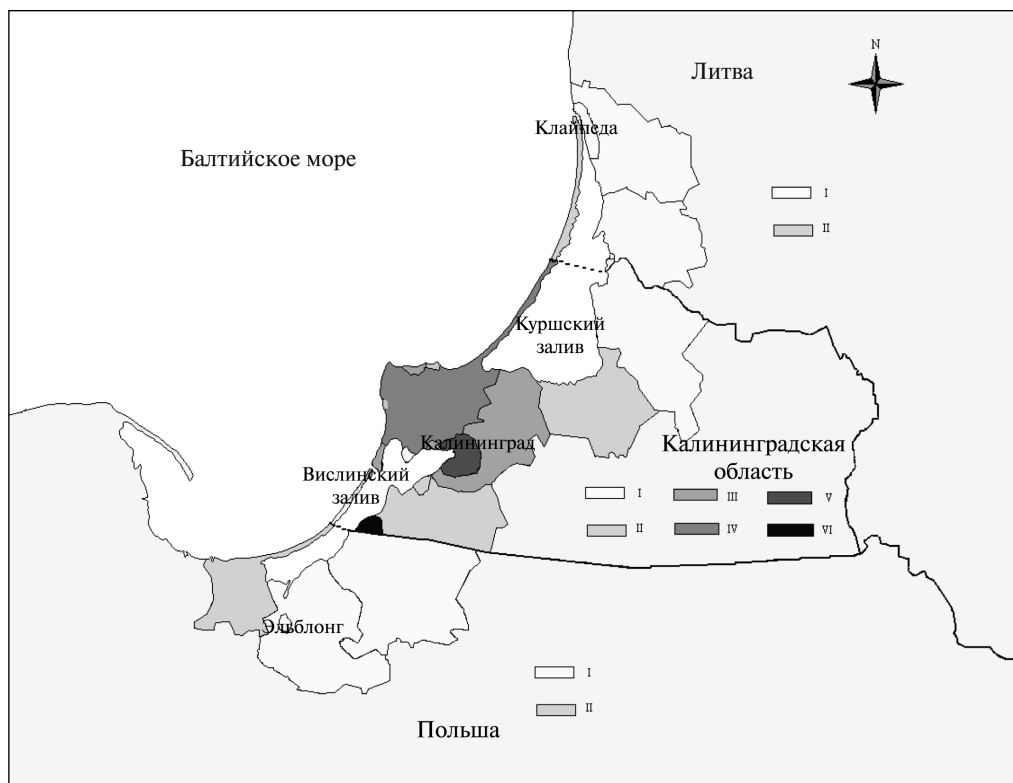 N
Литва
Клайпеда
Балтийское море
I
II
Куршский
залив
Калининград
Калининградская
область
Вислинский
залив
I
III
V
II
IV
VI
Эльблонг
I
II
Польша